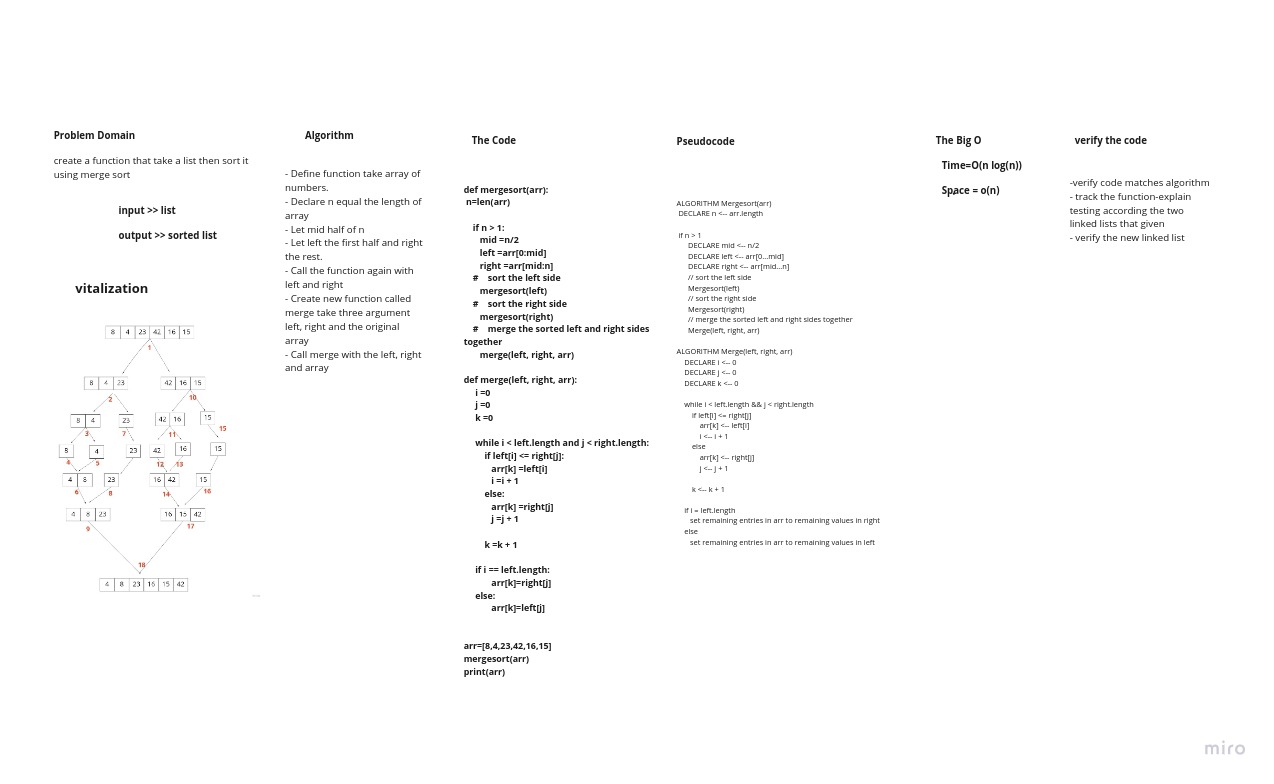 Problem Domain
create a function that take a list then sort it
using merge sort
input >> list
output >> sorted list
vitalization
8 4 23 42 16 15
1
8 4 23 42 16 15
2 10
8 4 23 42 16 15
3 7 11 15
8 4 23 42 16 15
4 5 12 13
4 8 23 16 42 15
6 8 14 16
4 8 23 16 15 42
9 17
18
4 8 23 16 15 42
Algorithm
- Define function take array of
numbers.
- Declare n equal the length of
array
- Let mid half of n
- Let left the first half and right
the rest.
- Call the function again with
left and right
- Create new function called
merge take three argument
left, right and the original
array
- Call merge with the left, right
and array
The Code
def mergesort(arr):
n=len(arr)
if n > 1:
mid =n/2
left =arr[0:mid]
right =arr[mid:n]
# sort the left side
mergesort(left)
# sort the right side
mergesort(right)
# merge the sorted left and right sides
together
merge(left, right, arr)
def merge(left, right, arr):
i =0
j =0
k =0
while i < left.length and j < right.length:
if left[i] <= right[j]:
arr[k] =left[i]
i =i + 1
else:
arr[k] =right[j]
j =j + 1
k =k + 1
if i == left.length:
arr[k]=right[j]
else:
arr[k]=left[j]
arr=[8,4,23,42,16,15]
mergesort(arr)
print(arr)
Pseudocode
ALGORITHM Mergesort(arr)
DECLARE n <-- arr.length
if n > 1
DECLARE mid <-- n/2
DECLARE left <-- arr[0...mid]
DECLARE right <-- arr[mid...n]
// sort the left side
Mergesort(left)
// sort the right side
Mergesort(right)
// merge the sorted left and right sides together
Merge(left, right, arr)
ALGORITHM Merge(left, right, arr)
DECLARE i <-- 0
DECLARE j <-- 0
DECLARE k <-- 0
while i < left.length && j < right.length
if left[i] <= right[j]
arr[k] <-- left[i]
i <-- i + 1
else
arr[k] <-- right[j]
j <-- j + 1
k <-- k + 1
if i = left.length
set remaining entries in arr to remaining values in right
else
set remaining entries in arr to remaining values in left
The Big O
Time=O(n log(n))
Space = o(n)
verify the code
-verify code matches algorithm
- track the function-explain
testing according the two
linked lists that given
- verify the new linked list
miro